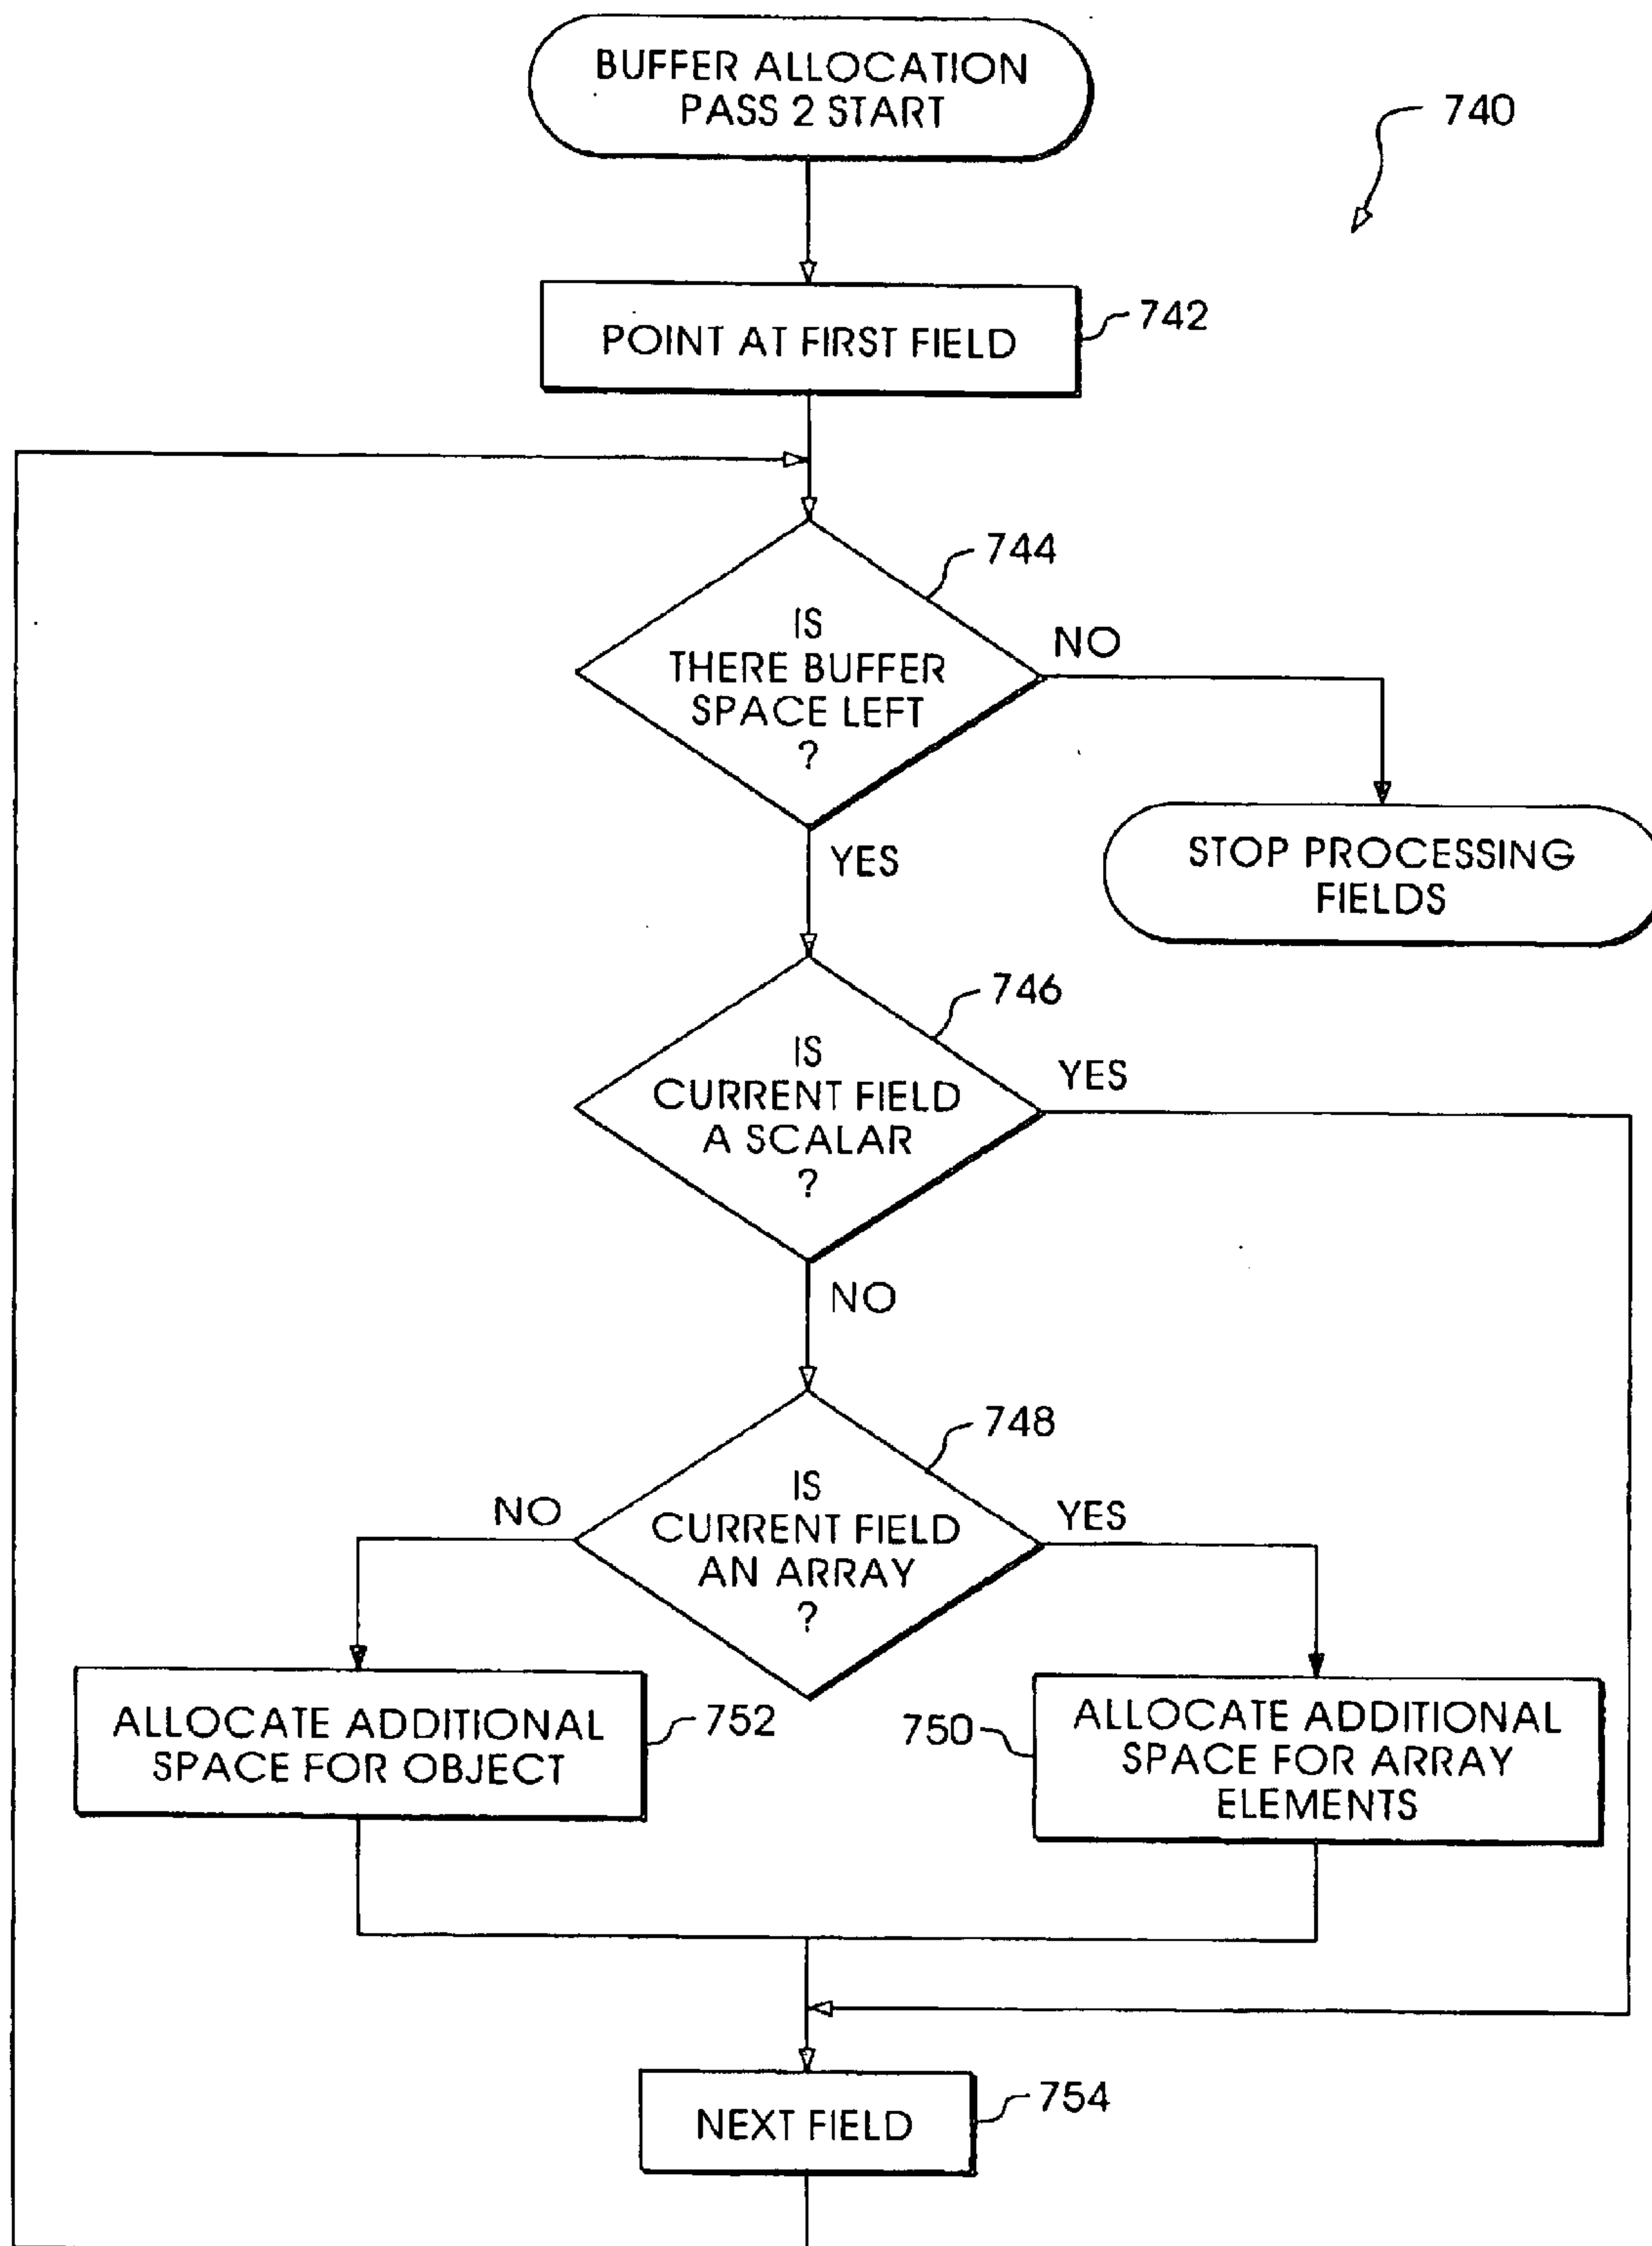 BUFFER ALLOCATION
PASS 2 START
740
POINT AT FIRST FIELD
742
744
IS
THERE BUFFER
SPACE LEFT
?
NO
YES
STOP PROCESSING
FIELDS
746
IS
CURRENT FIELD
A SCALAR
?
YES
NO
748
IS
CURRENT FIELD
AN ARRAY
?
NO
YES
ALLOCATE ADDITIONAL
SPACE FOR OBJECT
752
750
ALLOCATE ADDITIONAL
SPACE FOR ARRAY
ELEMENTS
NEXT FIELD
754